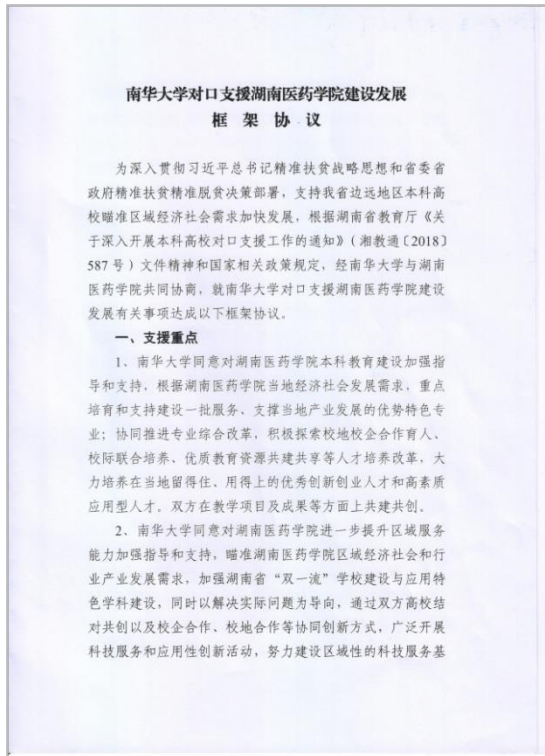 南华大学对口支援湖南医药学院建设发展
框 架 协 议
为深入贯彻习近平总书记精准扶贫战略思想和省委省
政府精准扶贫精准脱贫决策部署，支持我省边远地区本科高
校瞄准区域经济社会需求加快发展，根据湖南省教育厅《关
于深入开展本科高校对口支援工作的通知》（湘教通〔2018〕
587 号）文件精神和国家相关政策规定，经南华大学与湖南
医药学院共同协商，就南华大学对口支援湖南医药学院建设
发展有关事项达成以下框架协议。
一、支援重点
1、南华大学同意对湖南医药学院本科教育建设加强指
导和支持，根据湖南医药学院当地经济社会发展需求，重点
培育和支持建设一批服务、支撑当地产业发展的优势特色专
业；协同推进专业综合改革，积极探索校地校企合作育人、
校际联合培养、优质教育资源共建共享等人才培养改革，大
力培养在当地留得住、用得上的优秀创新创业人才和高素质
应用型人才。双方在教学项目及成果等方面上共建共创。
2、南华大学同意对湖南医药学院进一步提升区域服务
能力加强指导和支持，瞄准湖南医药学院区域经济社会和行
业产业发展需求，加强湖南省“双一流”学校建设与应用特
色学科建设，同时以解决实际问题为导向，通过双方高校结
对共创以及校企合作、校地合作等协同创新方式，广泛开展
科技服务和应用性创新活动，努力建设区域性的科技服务基